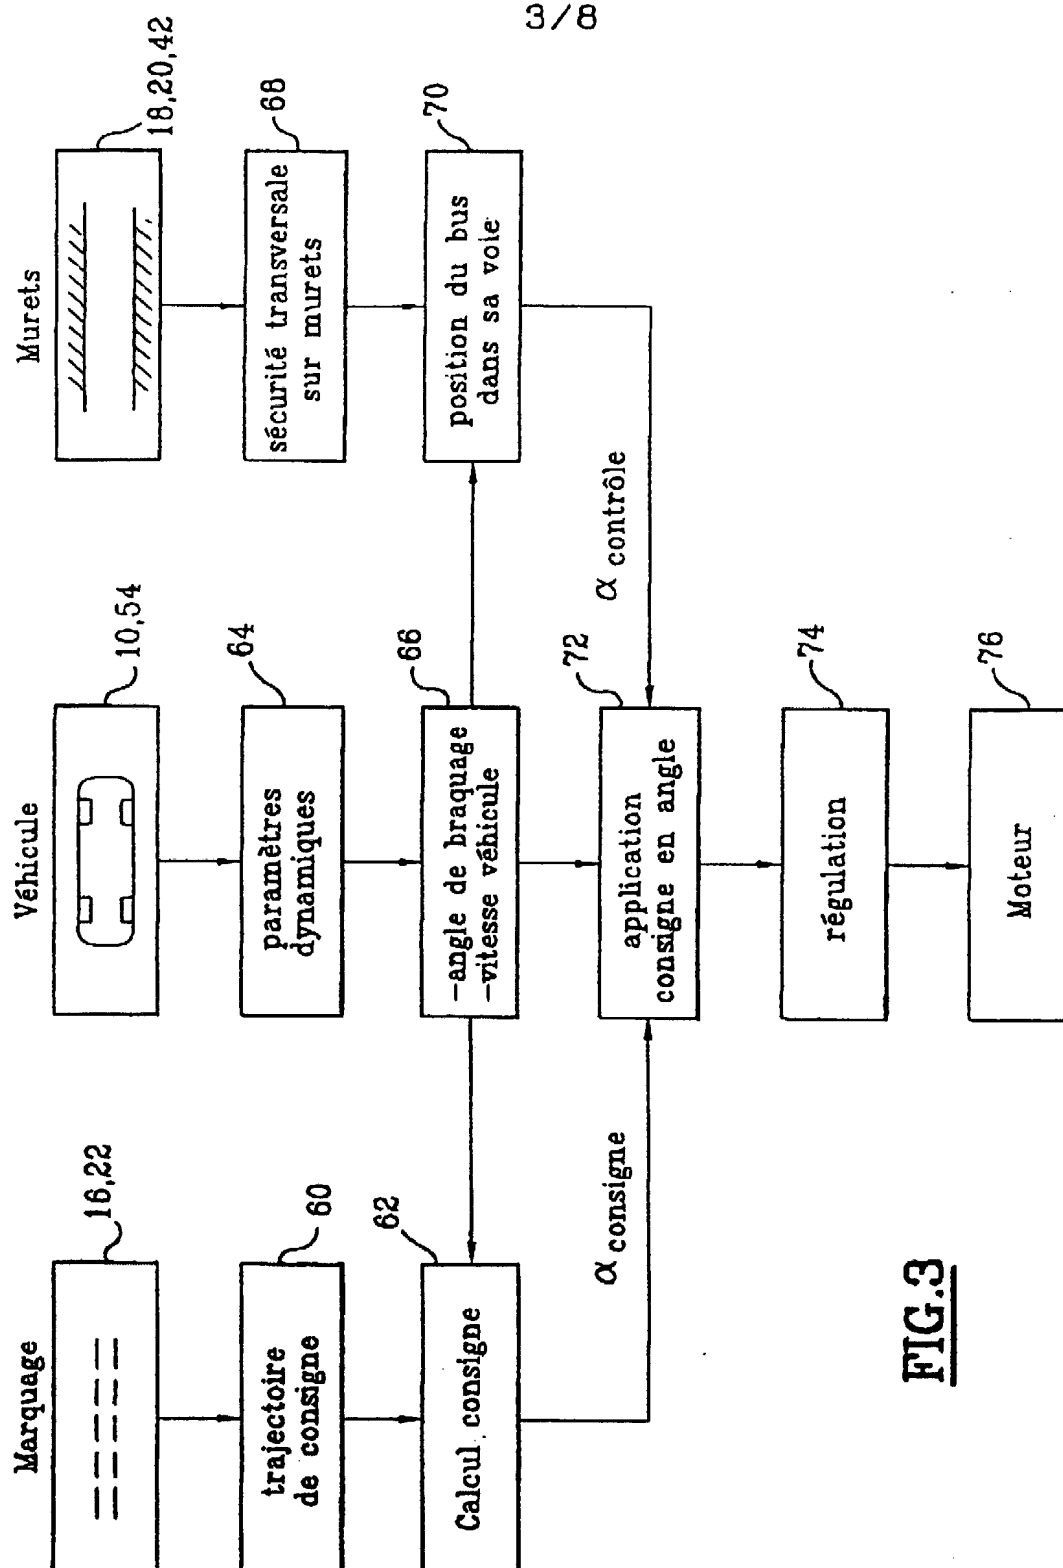 3/8
Marquage
16,22
trajectoire
de consigne
60
Calcul consigne
62
α consigne
Véhicule
10,54
paramètres
dynamiques
64
-angle de braquage
-vitesse véhicule
66
application
consigne en angle
72
régulation
74
Moteur
76
Murets
18,20,42
sécurité transversale
sur murets
68
position du bus
dans sa voie
70
α contrôle
FIG.3